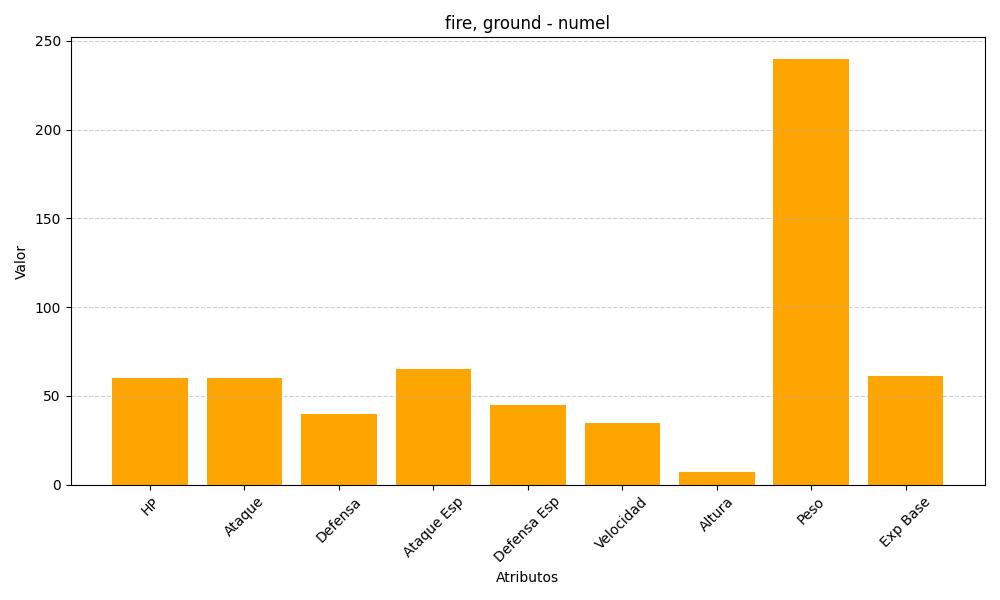 fire, ground - numel
250
200
150
100
50
0
Valor
HP
Ataque
Defensa
Ataque Esp
Defensa Esp
Velocidad
Altura
Peso
Exp Base
Atributos